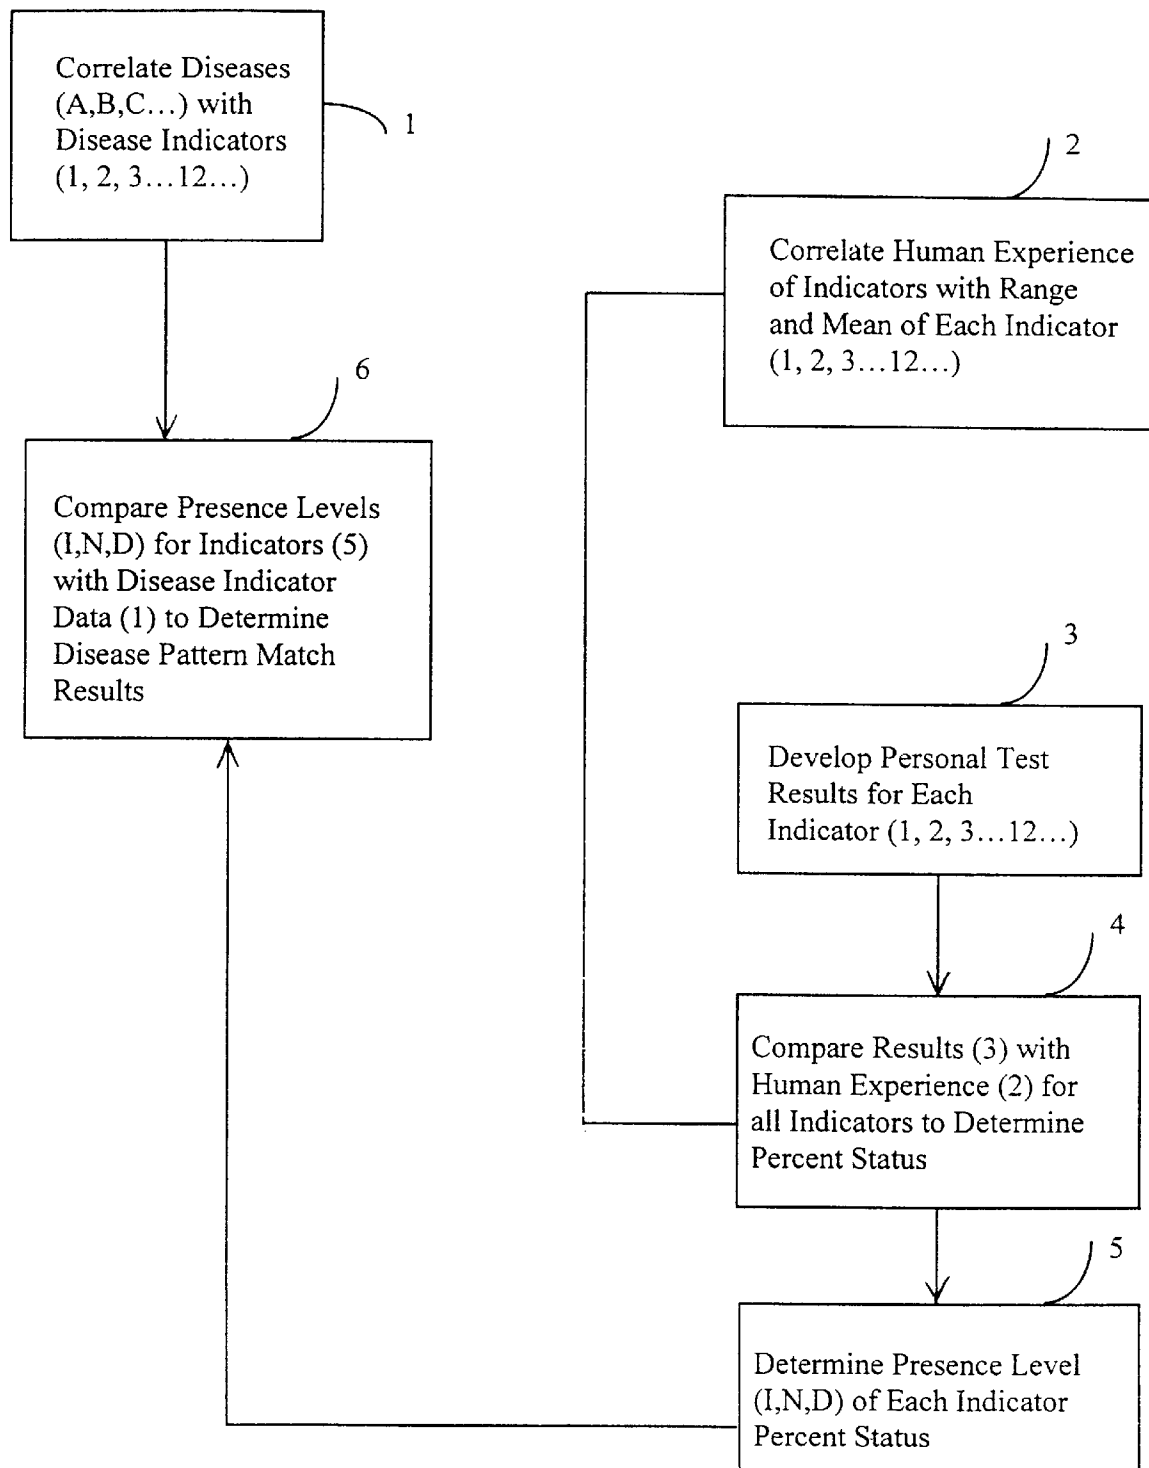 Correlate Diseases
(A,B,C...) with
Disease Indicators
(1, 2, 3...12...)
1
2
Correlate Human Experience
of Indicators with Range
and Mean of Each Indicator
(1, 2, 3...12...)
6
Compare Presence Levels
(I,N,D) for Indicators (5)
with Disease Indicator
Data (1) to Determine
Disease Pattern Match
Results
3
Develop Personal Test
Results for Each
Indicator (1, 2, 3...12...)
4
Compare Results (3) with
Human Experience (2) for
all Indicators to Determine
Percent Status
5
Determine Presence Level
(I,N,D) of Each Indicator
Percent Status